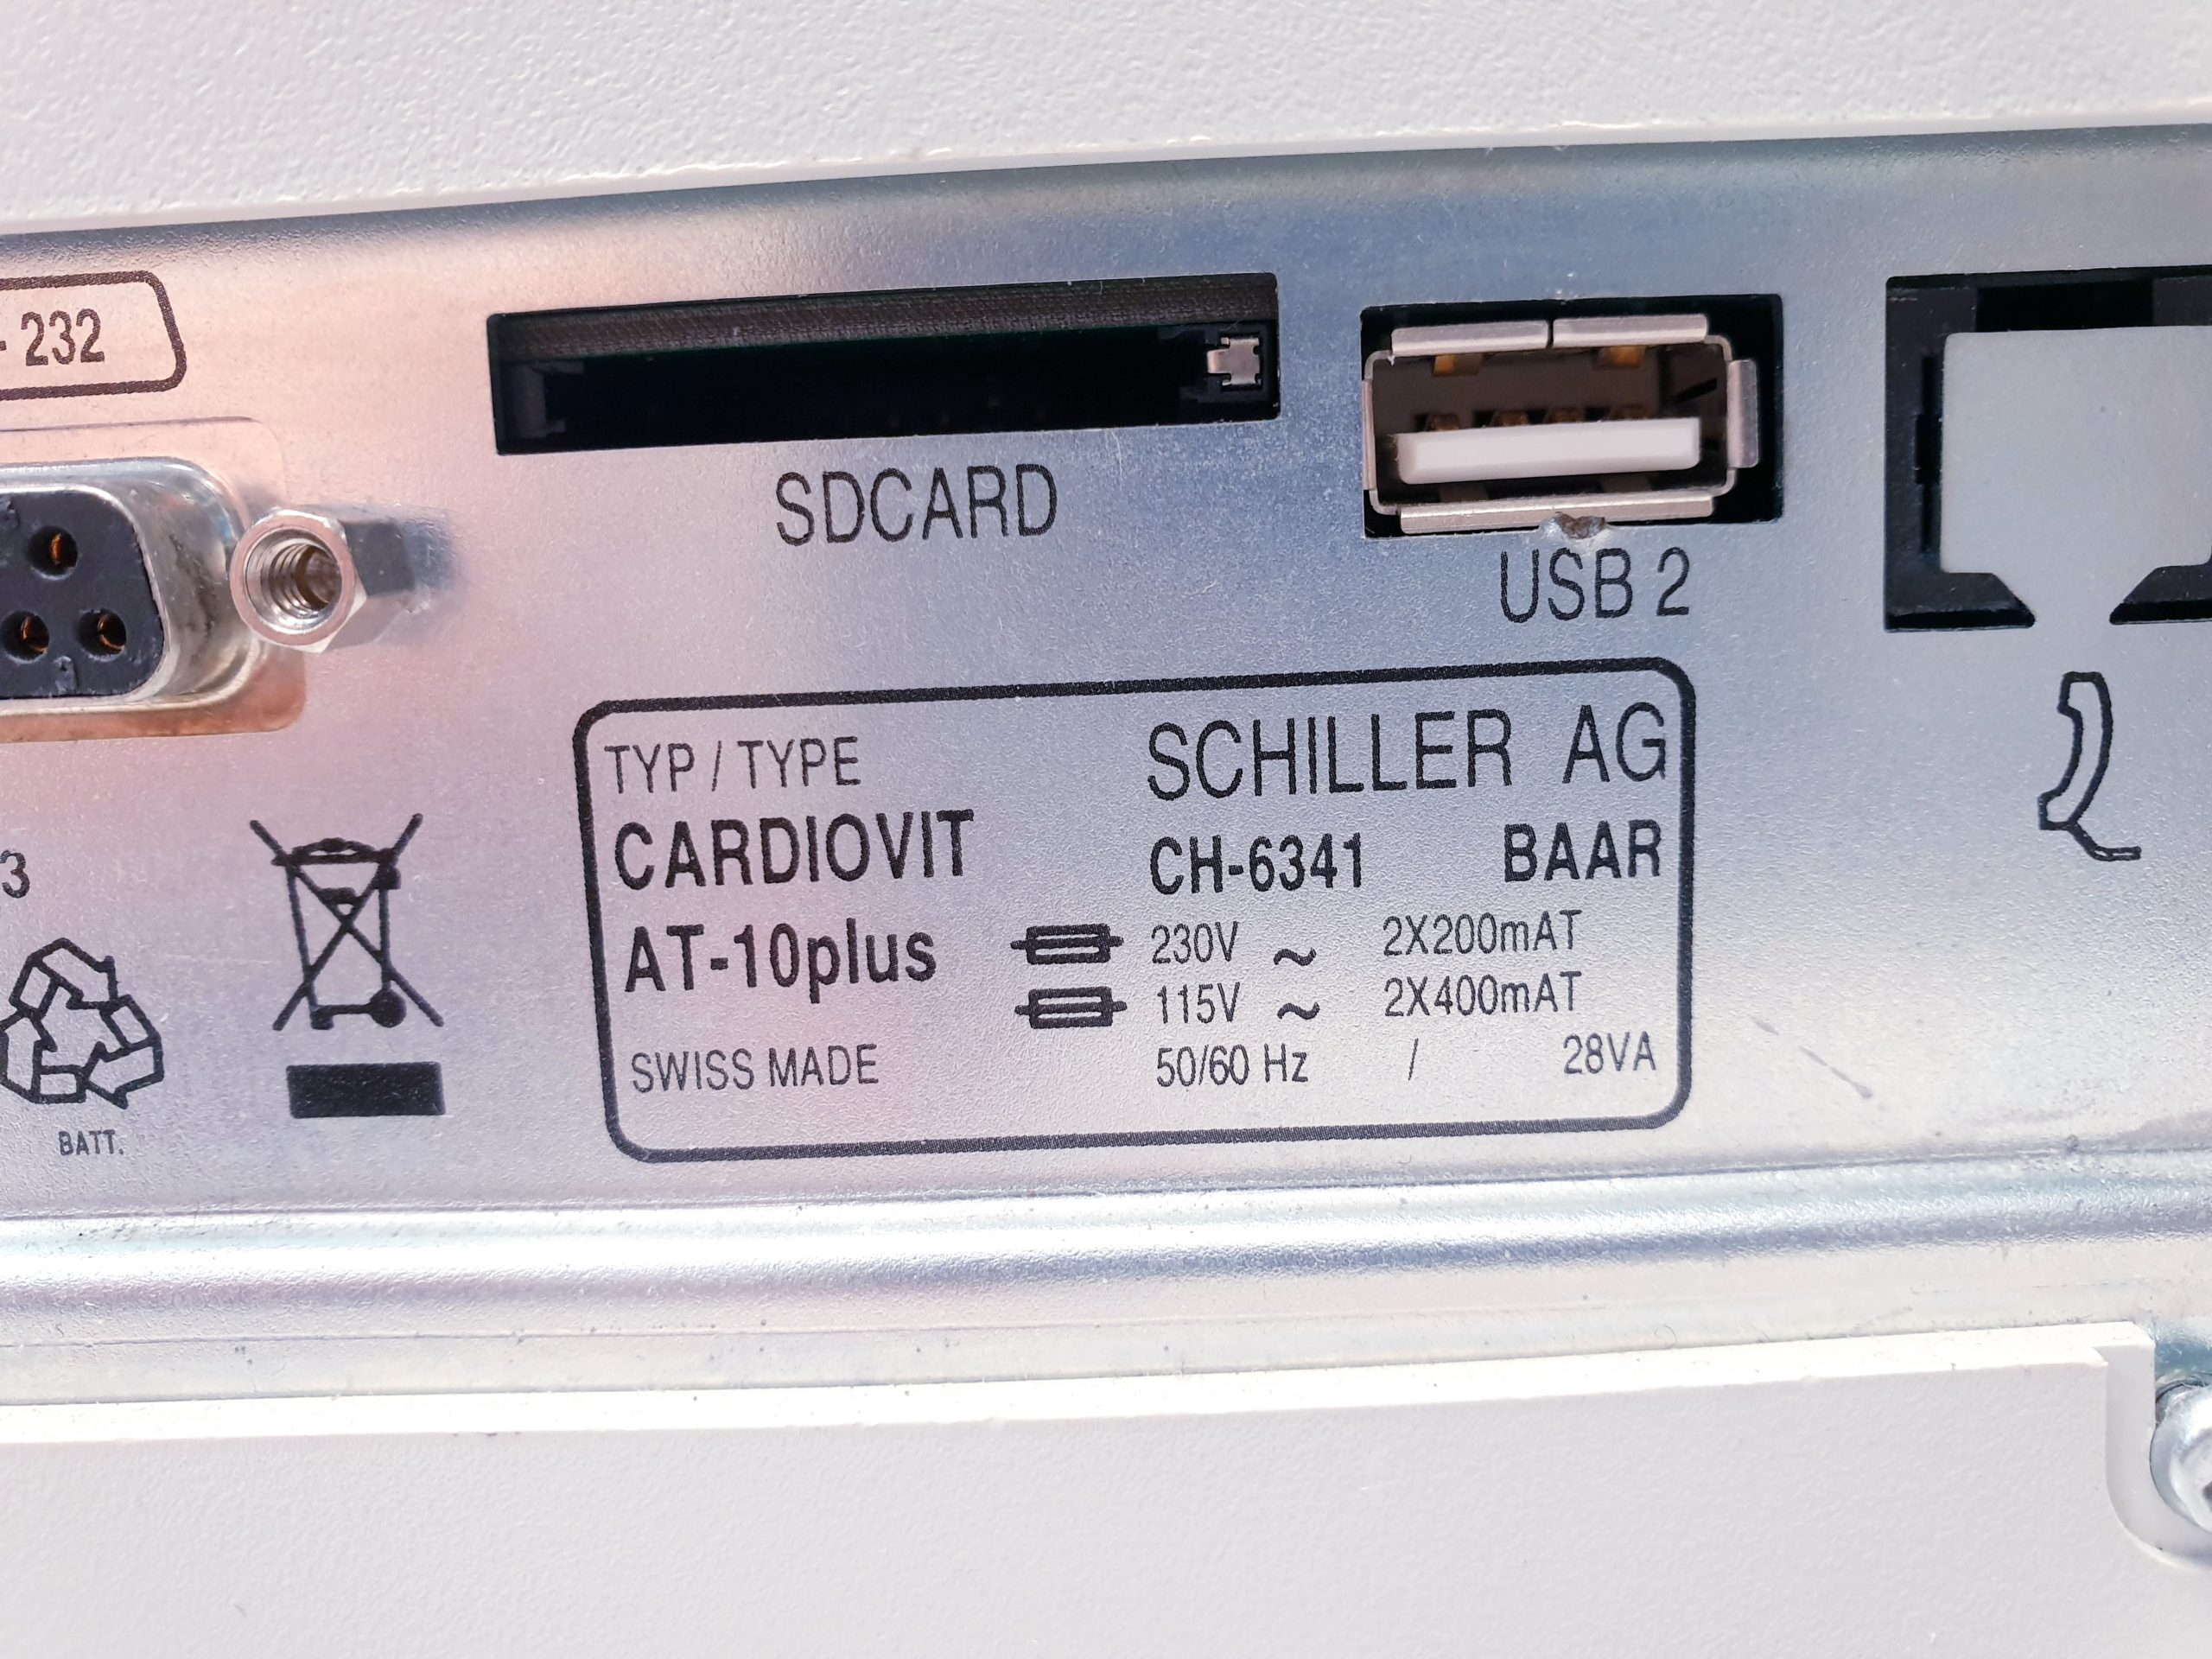 - 232
SDCARD
USB 2
TYP / TYPE
CARDIOVIT
AT-10plus
SWISS MADE
SCHILLER AG
CH-6341 BAAR
230V ~ 2X200mAT
115V ~ 2X400mAT
50/60 Hz / 28VA
3
BATT.